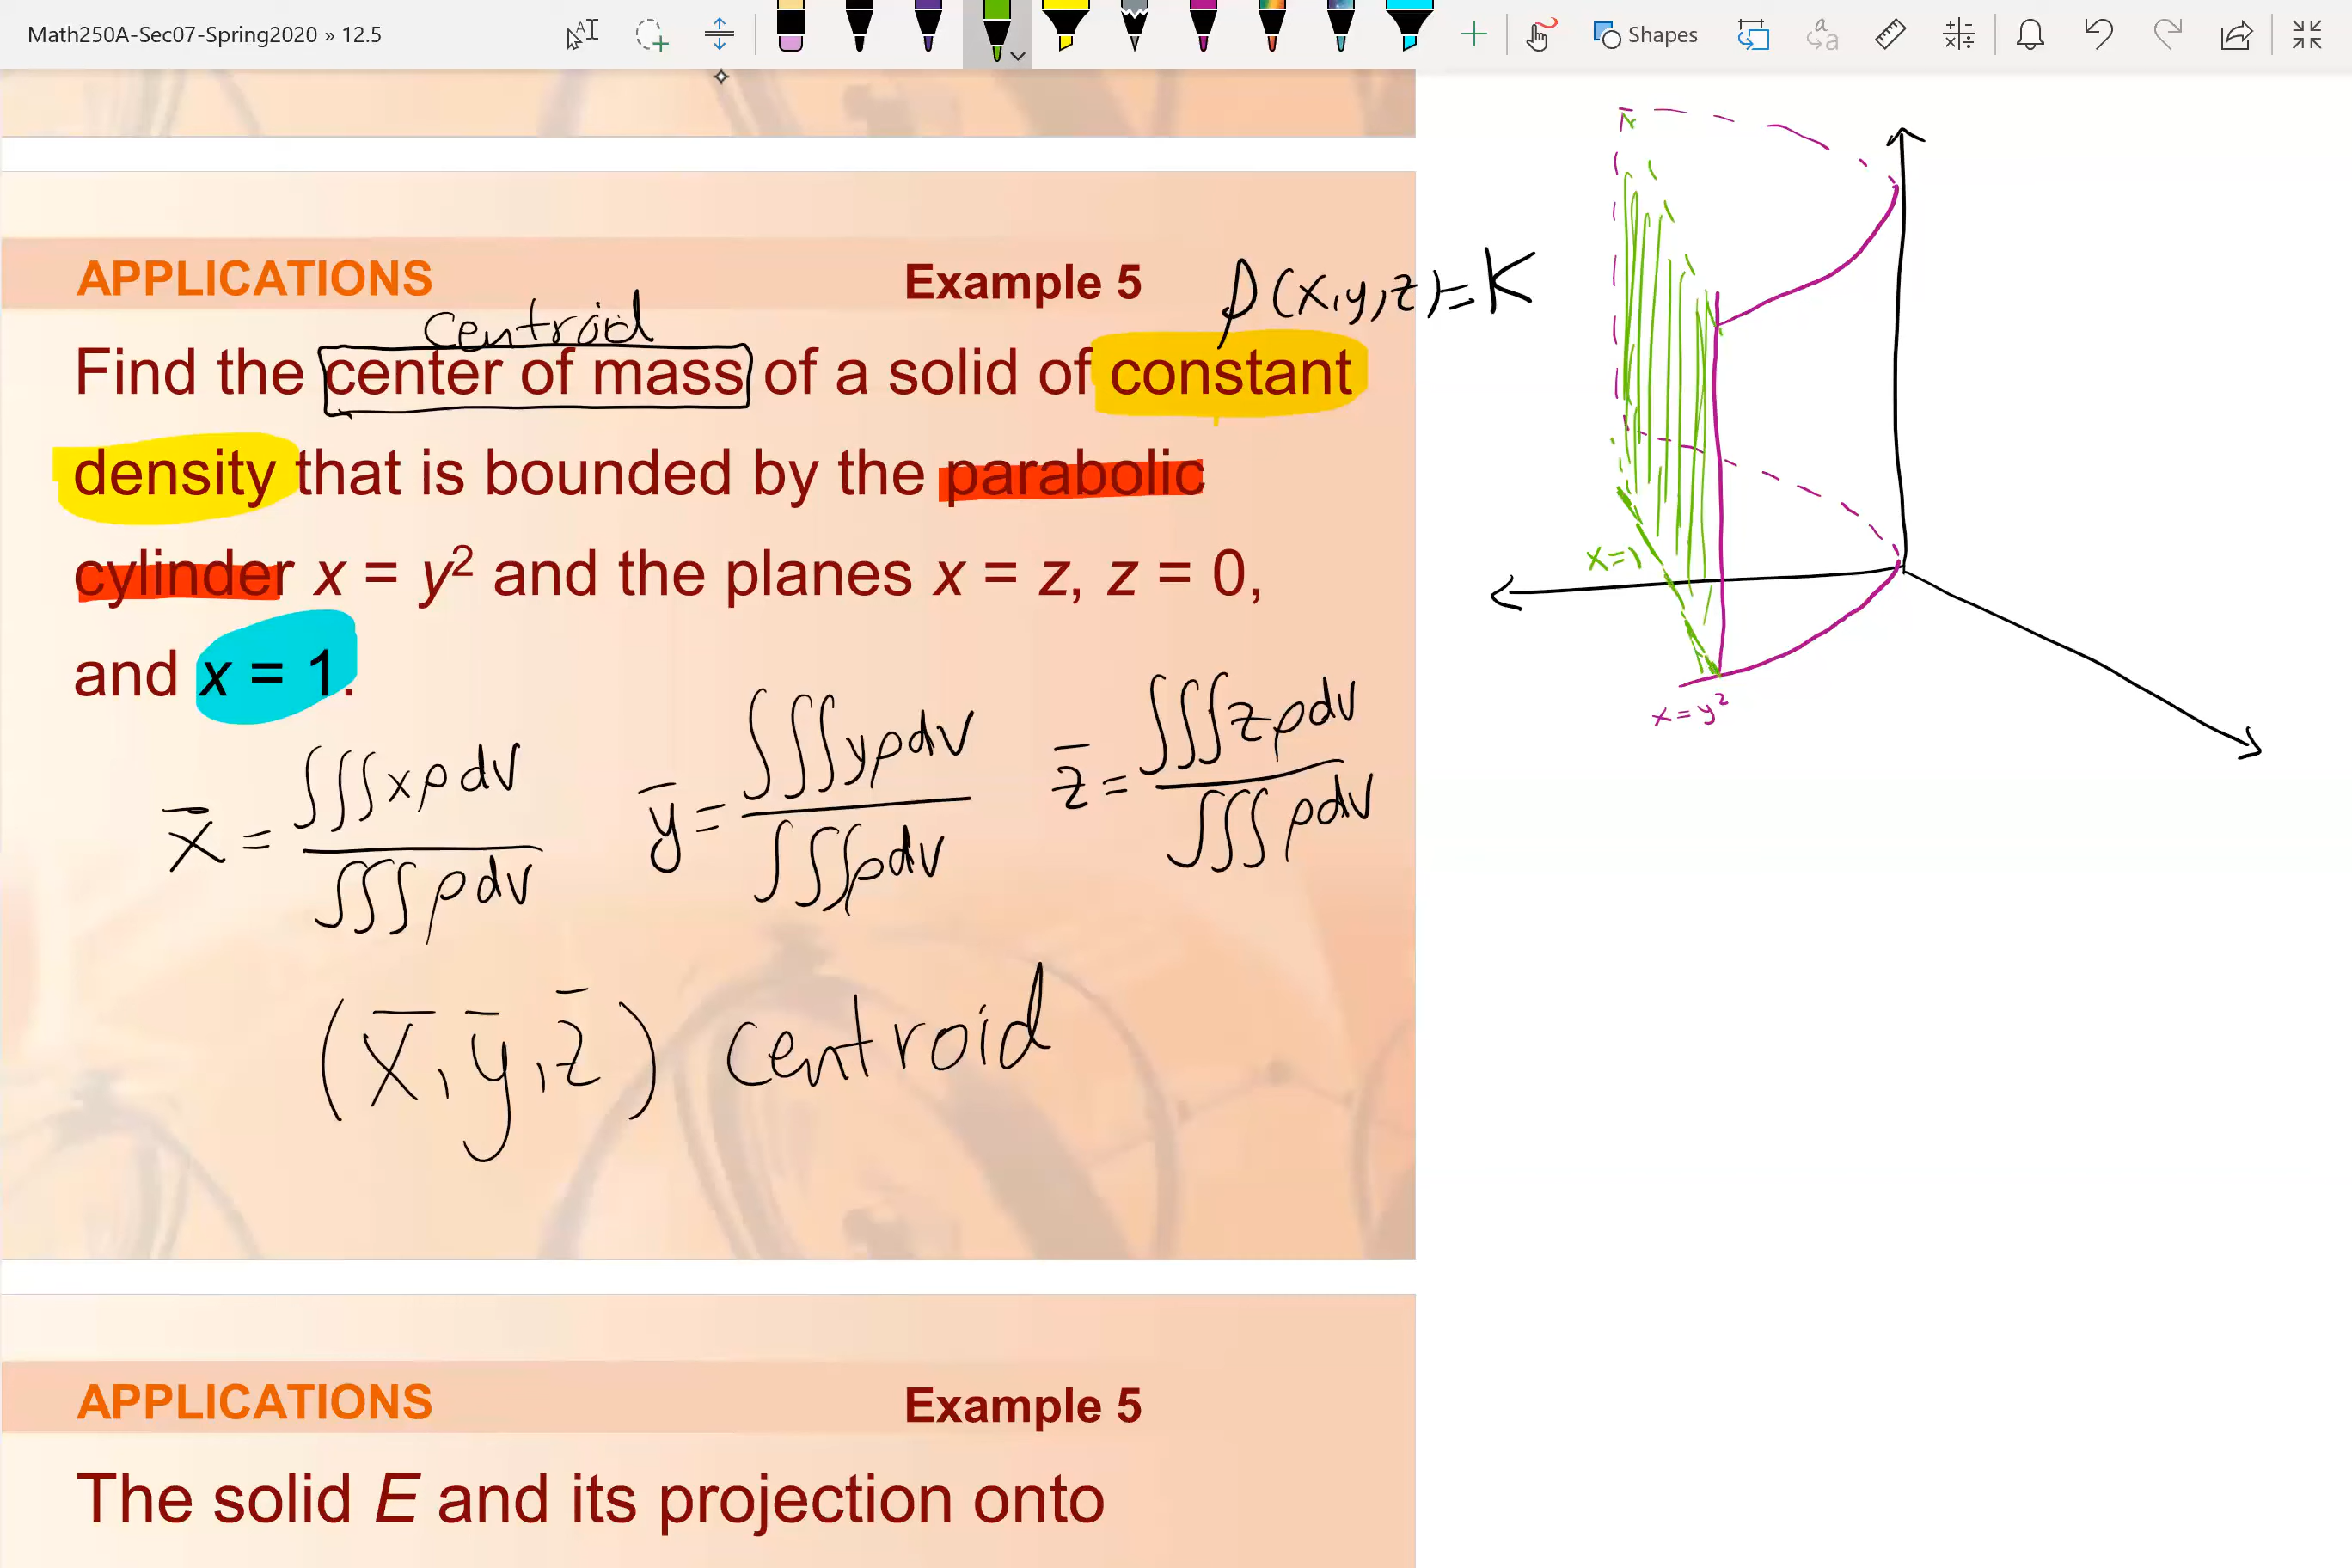 Math250A-Sec07-Spring2020 » 12.5
Shapes
APPLICATIONS Example 5
ρ(x,y,z)=K
centroid
Find the center of mass of a solid of constant
density that is bounded by the parabolic
cylinder x = y² and the planes x = z, z = 0,
and x = 1.
x̄ = ∭xρdv / ∭ρdv ȳ = ∭yρdv / ∭ρdv z̄ = ∭zρdv / ∭ρdv
(x̄, ȳ, z̄) centroid
x=1
x=y²
APPLICATIONS Example 5
The solid E and its projection onto